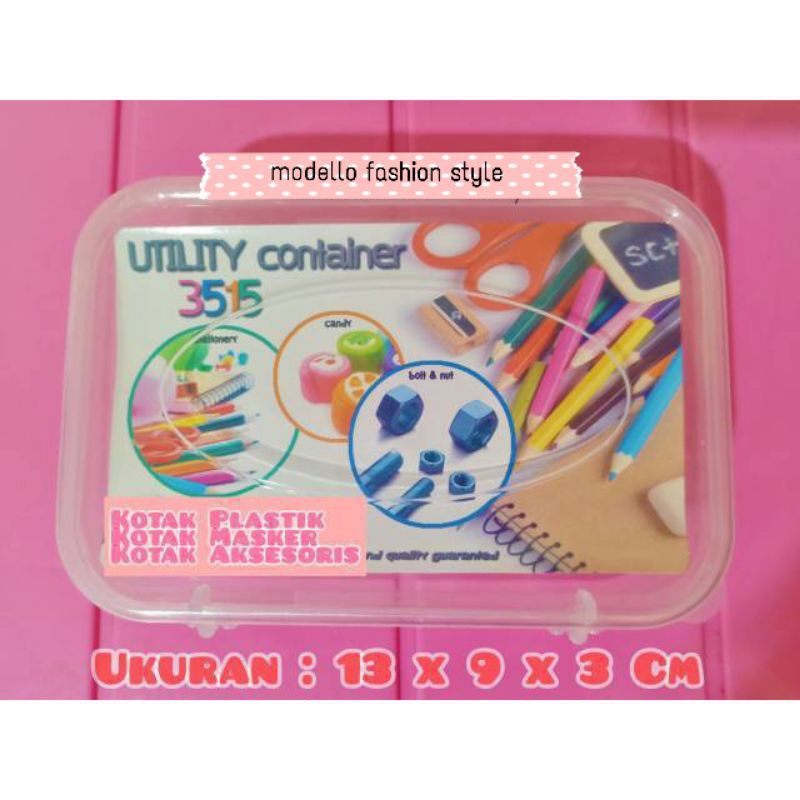 modello fashion style
UTILITY container
3515
candy
bolt & nut
KOTAK PLASTIK
KOTAK MASKER
KOTAK AKSESORIS
quality guaranteed
UKURAN : 13 x 9 x 3 CM